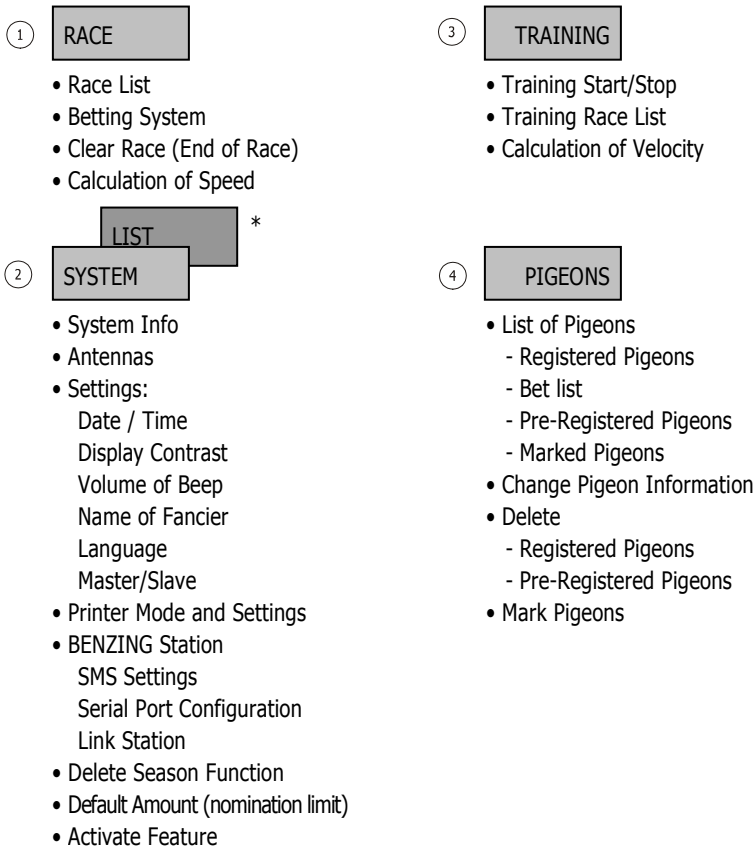 1 RACE
• Race List
• Betting System
• Clear Race (End of Race)
• Calculation of Speed
LIST *
2 SYSTEM
• System Info
• Antennas
• Settings:
Date / Time
Display Contrast
Volume of Beep
Name of Fancier
Language
Master/Slave
• Printer Mode and Settings
• BENZING Station
SMS Settings
Serial Port Configuration
Link Station
• Delete Season Function
• Default Amount (nomination limit)
• Activate Feature
3 TRAINING
• Training Start/Stop
• Training Race List
• Calculation of Velocity
4 PIGEONS
• List of Pigeons
- Registered Pigeons
- Bet list
- Pre-Registered Pigeons
- Marked Pigeons
• Change Pigeon Information
• Delete
- Registered Pigeons
- Pre-Registered Pigeons
• Mark Pigeons